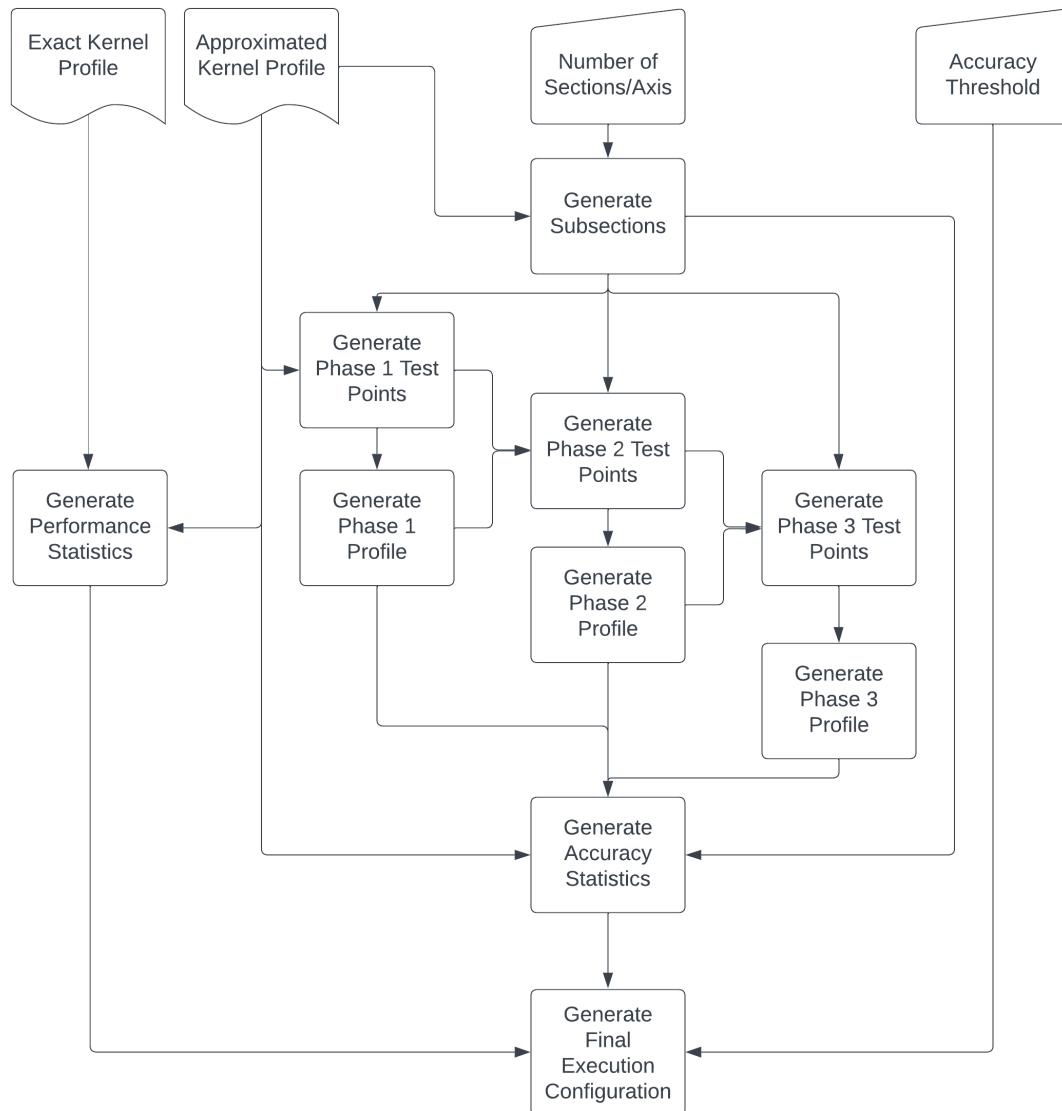 Exact Kernel
Profile
Approximated
Kernel Profile
Number of
Sections/Axis
Accuracy
Threshold
Generate
Subsections
Generate
Phase 1 Test
Points
Generate
Phase 2 Test
Points
Generate
Performance
Statistics
Generate
Phase 1
Profile
Generate
Phase 3 Test
Points
Generate
Phase 2
Profile
Generate
Phase 3
Profile
Generate
Accuracy
Statistics
Generate
Final
Execution
Configuration